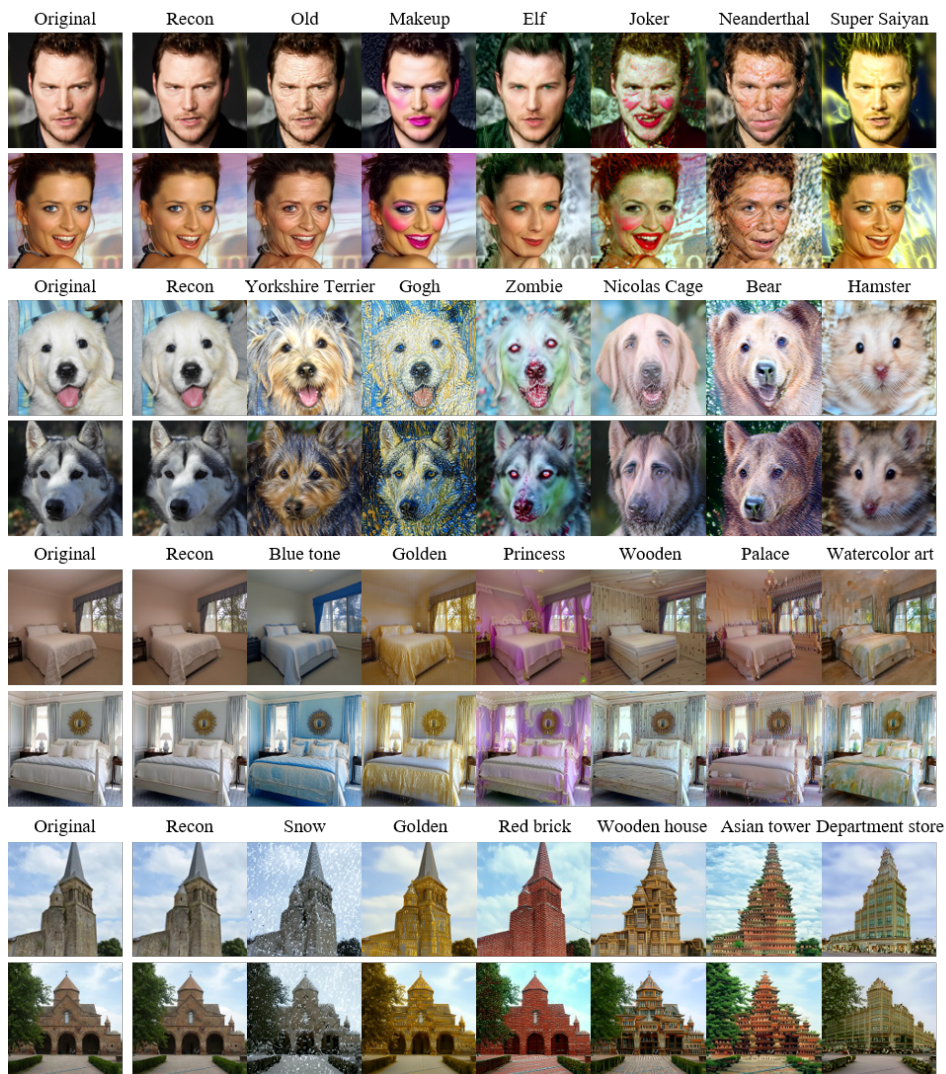 Original Recon Old Makeup Elf Joker Neanderthal Super Saiyan
Original Recon Yorkshire Terrier Gogh Zombie Nicolas Cage Bear Hamster
Original Recon Blue tone Golden Princess Wooden Palace Watercolor art
Original Recon Snow Golden Red brick Wooden house Asian tower Department store